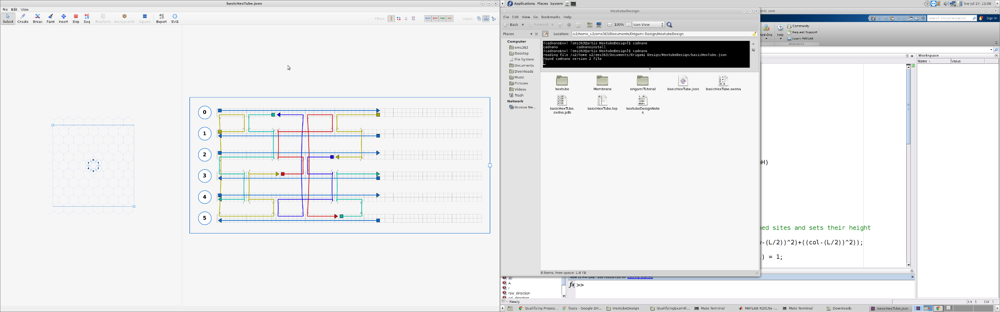 basicHexTube.json
File Edit View
Select Create Break Paint Insert Skip Seq Freeform Honeycomb Square Export SVG
Filters: SCAF STAP FWD REV Views:
0
1
2
3
4
5
0
5 1
4 2
3
Applications Places System
Tue Jul 27, 11:08
HextubeDesign
File Edit View Go Bookmarks Help
Back Forward 100% Icon View
Places
Location: /u2/home_u2/ems363/Documents/Origami Design/HextubeDesign
Computer
ems363
Desktop
File System
Documents
Downloads
Music
Pictures
Videos
Trash
Network
Browse Ne...
(cadnanoEnv) [ems363@artio HextubeDesign]$ cadnano
cadnano cadnanoinstall
(cadnanoEnv) [ems363@artio HextubeDesign]$ cadnano
reading file /u2/home_u2/ems363/Documents/Origami Design/HextubeDesign/basicHexTube.json
Found cadnano version 2 file
hextube
Membrane
origamiTutorial
basicHexTube.json
basicHexTube.oxdna
basicHexTube.
oxdna.pdb
basicHexTube.top
hextubeDesignNote
s
8 items, Free space: 1.8 TB
mic use
Search Documentation
Sign In
Add-Ons
Help
Community
Request Support
Learn MATLAB
RESOURCES
Workspace
Name Value
H)
ned sites and sets their height
-(L/2))^2)+((col-(L/2))^2));
) = 1;
New to MATLAB? See resources for Getting Started.
fx >>
d2
A
r
row_direction
col_direction
Ready
Ln 1 Col 1
Qualifying Propos... [ezry - Google Dri... HextubeDesign QualifyingExamH... Mate Terminal MATLAB R2019a -... Mate Terminal Downloads basicHexTube.json